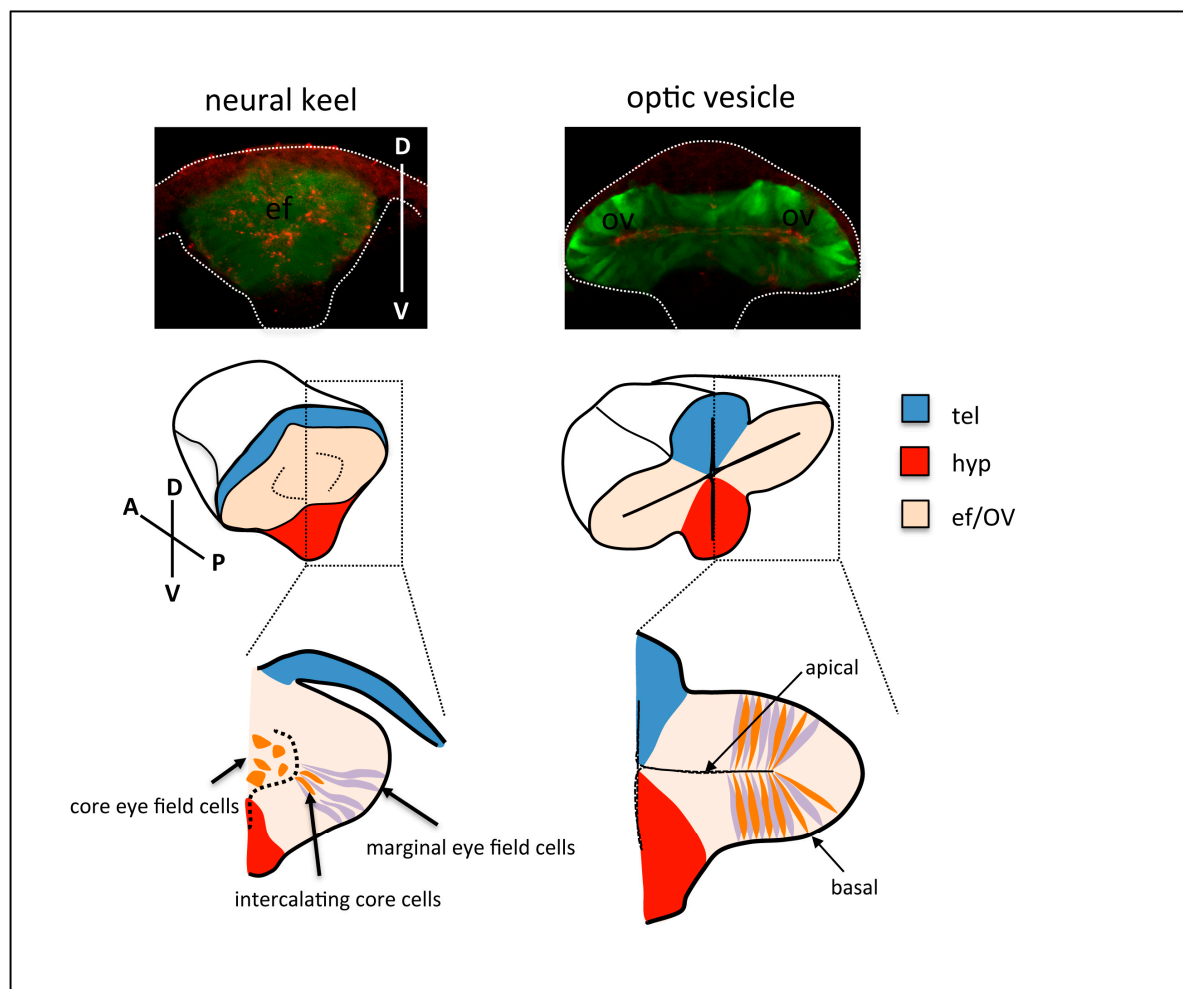 neural keel
optic vesicle
D
ef
V
ov
ov
tel
hyp
ef/OV
D
A
P
V
apical
core eye field cells
marginal eye field cells
intercalating core cells
basal